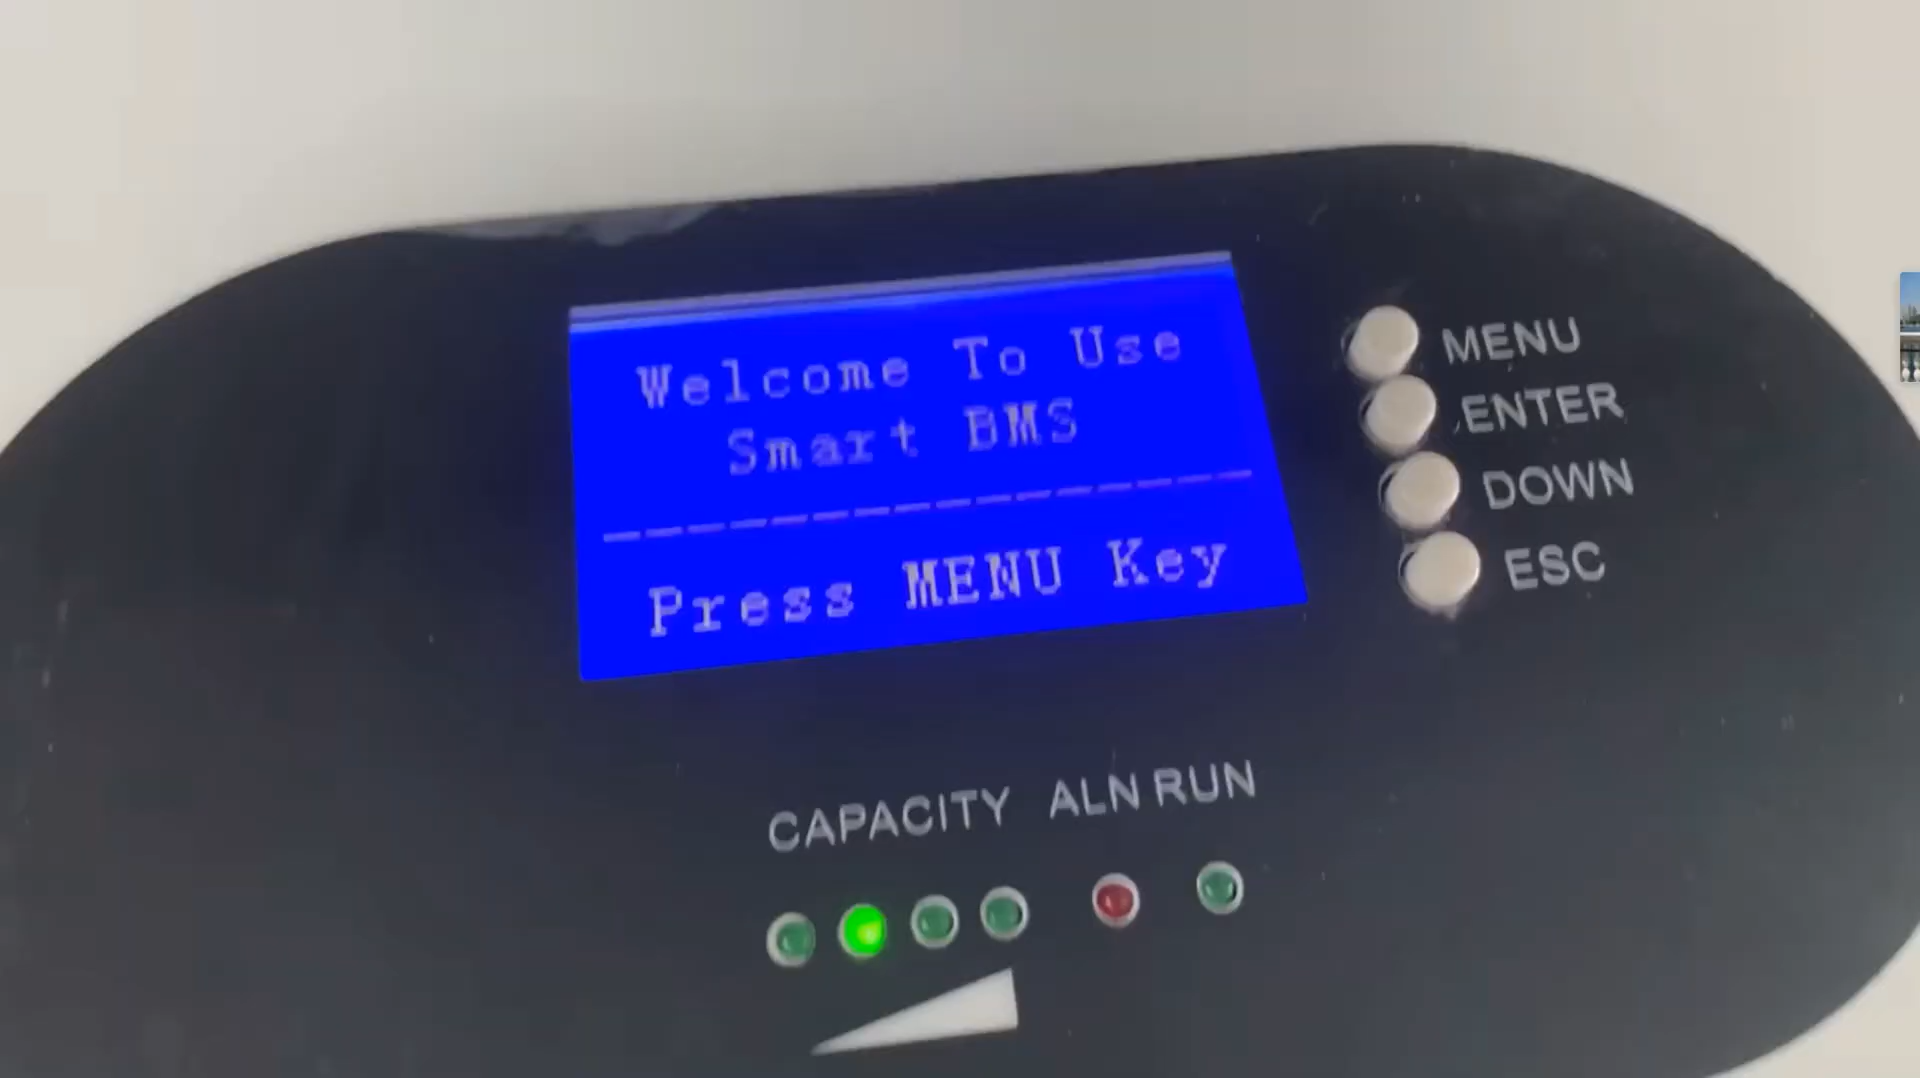 Welcome To Use
Smart BMS
Press MENU Key
MENU
ENTER
DOWN
ESC
CAPACITY ALN RUN